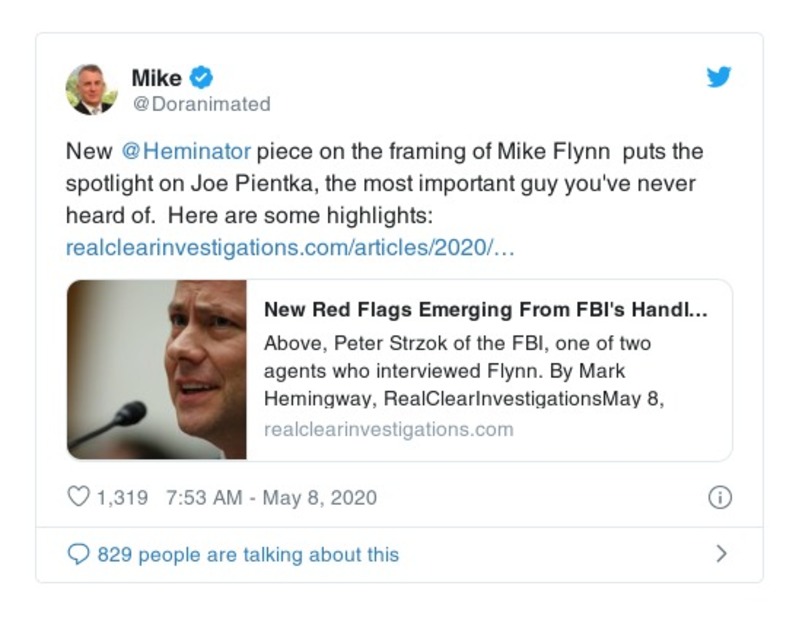 Mike
@Doranimated
New @Heminator piece on the framing of Mike Flynn  puts the
spotlight on Joe Pientka, the most important guy you've never
heard of.  Here are some highlights:
realclearinvestigations.com/articles/2020/…
New Red Flags Emerging From FBI's Handl...
Above, Peter Strzok of the FBI, one of two
agents who interviewed Flynn. By Mark
Hemingway, RealClearInvestigationsMay 8,
realclearinvestigations.com
1,319 7:53 AM - May 8, 2020
829 people are talking about this